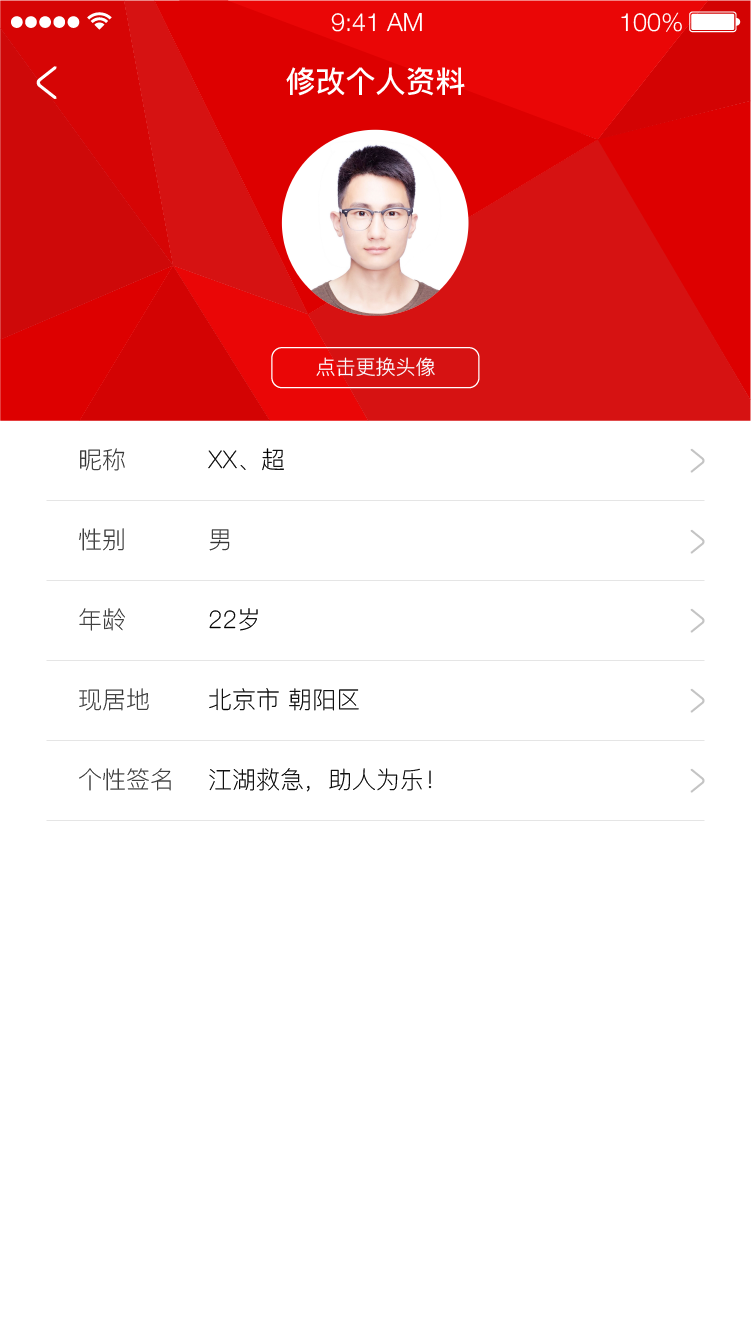 9:41 AM 100%
修改个人资料
点击更换头像
昵称 XX、超
性别 男
年龄 22岁
现居地 北京市 朝阳区
个性签名 江湖救急，助人为乐！